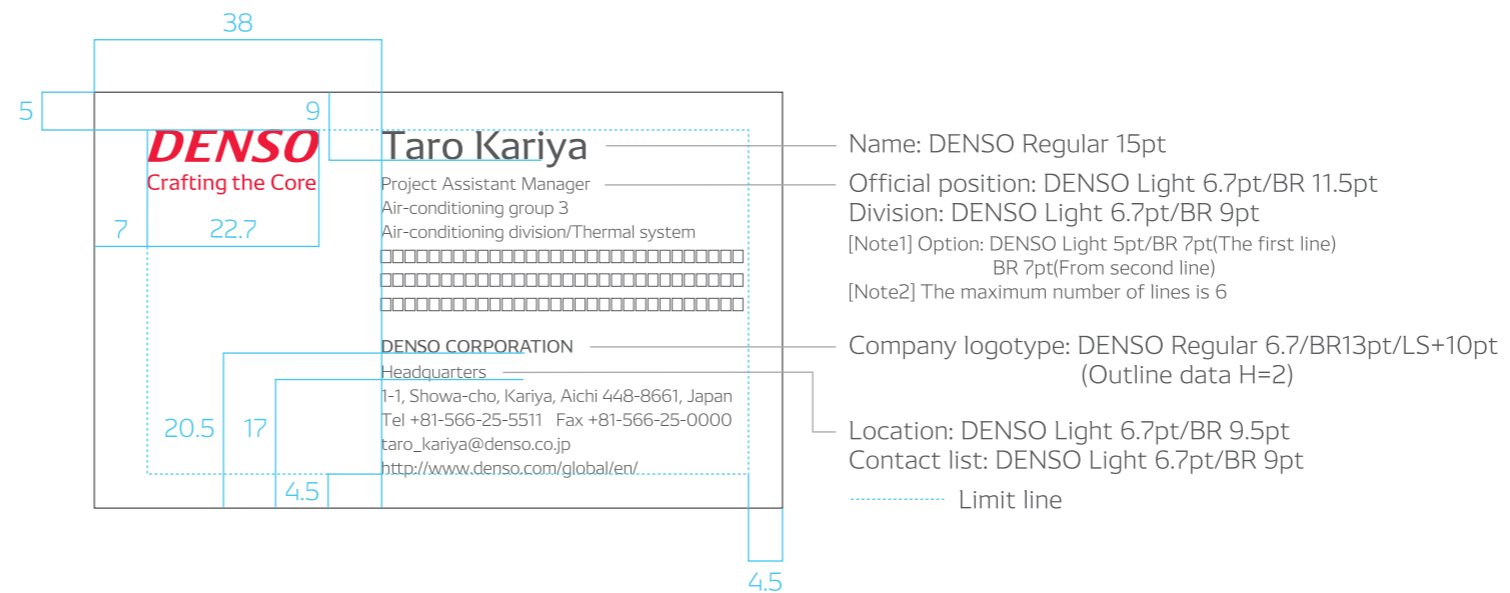 38
5
9
DENSO
Crafting the Core
7
22.7
Taro Kariya
Project Assistant Manager
Air-conditioning group 3
Air-conditioning division/Thermal system
□□□□□□□□□□□□□□□□□□□□□□□□□□□□□□
□□□□□□□□□□□□□□□□□□□□□□□□□□□□□□
□□□□□□□□□□□□□□□□□□□□□□□□□□□□□□
DENSO CORPORATION
Headquarters
1-1, Showa-cho, Kariya, Aichi 448-8661, Japan
Tel +81-566-25-5511 Fax +81-566-25-0000
taro_kariya@denso.co.jp
http://www.denso.com/global/en/
20.5
17
4.5
4.5
Name: DENSO Regular 15pt
Official position: DENSO Light 6.7pt/BR 11.5pt
Division: DENSO Light 6.7pt/BR 9pt
[Note1] Option: DENSO Light 5pt/BR 7pt(The first line)
BR 7pt(From second line)
[Note2] The maximum number of lines is 6
Company logotype: DENSO Regular 6.7/BR13pt/LS+10pt
(Outline data H=2)
Location: DENSO Light 6.7pt/BR 9.5pt
Contact list: DENSO Light 6.7pt/BR 9pt
Limit line